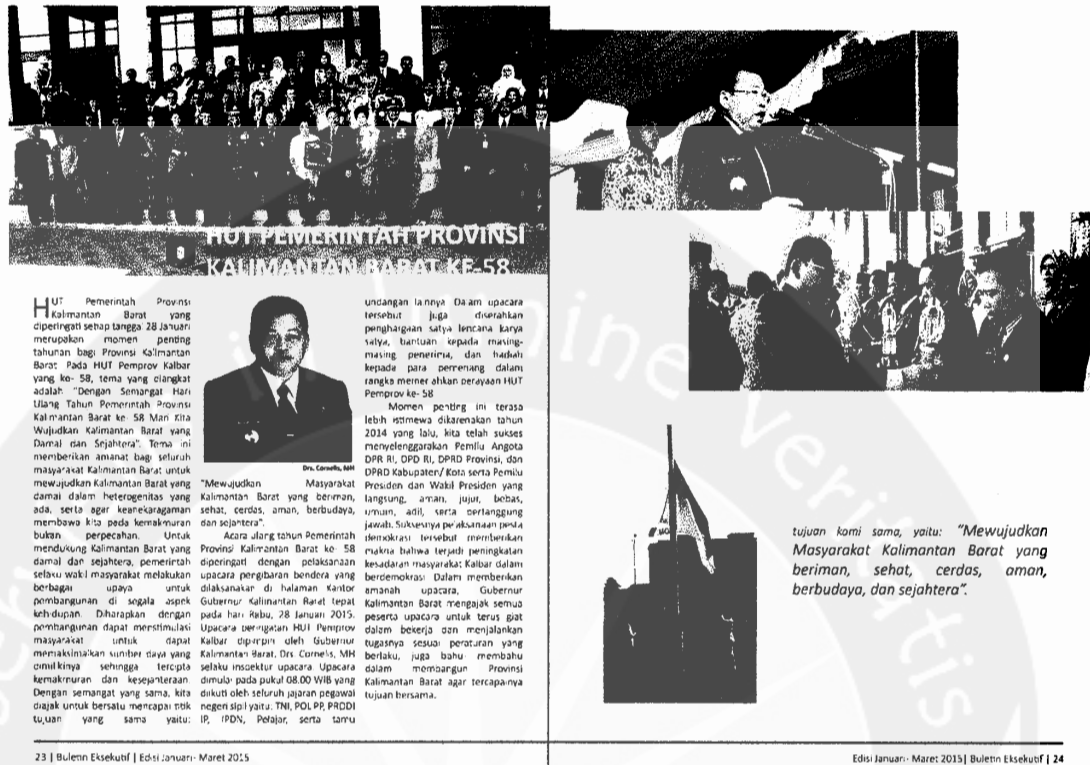 HUT PEMERINTAH PROVINSI
KALIMANTAN BARAT KE-58
HUT Pemerintah Provinsi
Kalimantan Barat yang
diperingati setiap tanggal 28 Januari
merupakan momen penting
tahunan bagi Provinsi Kalimantan
Barat. Pada HUT Pemprov Kalbar
yang ke- 58, tema yang diangkat
adalah "Dengan Semangat Hari
Ulang Tahun Pemerintah Provinsi
Kalimantan Barat ke- 58 Mari Kita
Wujudkan Kalimantan Barat yang
Damai dan Sejahtera". Tema ini
memberikan amanat bagi seluruh
masyarakat Kalimantan Barat untuk
mewujudkan Kalimantan Barat yang
damai dalam heterogenitas yang
ada, serta agar keanekaragaman
membawa kita pada kemakmuran
bukan perpecahan. Untuk
mendukung Kalimantan Barat yang
damai dan sejahtera, pemerintah
selaku wakil masyarakat melakukan
berbagai upaya untuk
pembangunan di segala aspek
kehidupan. Diharapkan dengan
pembangunan dapat menstimulasi
masyarakat untuk dapat
memaksimalkan sumber daya yang
dimilikinya sehingga tercipta
kemakmuran dan kesejahteraan.
Dengan semangat yang sama, kita
diajak untuk bersatu mencapai titik
tujuan yang sama yaitu:
Drs. Cornelis, MH
"Mewujudkan Masyarakat
Kalimantan Barat yang beriman,
sehat, cerdas, aman, berbudaya,
dan sejahtera".
Acara ulang tahun Pemerintah
Provinsi Kalimantan Barat ke- 58
diperingati dengan pelaksanaan
upacara pengibaran bendera yang
dilaksanakan di halaman Kantor
Gubernur Kalimantan Barat tepat
pada hari Rabu, 28 Januari 2015.
Upacara peringatan HUT Pemprov
Kalbar dipimpin oleh Gubernur
Kalimantan Barat, Drs. Cornelis, MH
selaku inspektur upacara. Upacara
dimulai pada pukul 08.00 WIB yang
diikuti oleh seluruh jajaran pegawai
negeri sipil yaitu: TNI, POL PP, PRODI
IP, IPDN, Pelajar, serta tamu
undangan lainnya. Dalam upacara
tersebut juga diserahkan
penghargaan satya lencana karya
satya, bantuan kepada masing-
masing penerima, dan hadiah
kepada para pemenang dalam
rangka memeriahkan perayaan HUT
Pemprov ke- 58
Momen penting ini terasa
lebih istimewa dikarenakan tahun
2014 yang lalu, kita telah sukses
menyelenggarakan Pemilu Angota
DPR RI, DPD RI, DPRD Provinsi, dan
DPRD Kabupaten/ Kota serta Pemilu
Presiden dan Wakil Presiden yang
langsung, aman, jujur, bebas,
umum, adil, serta bertanggung
jawab. Suksesnya pelaksanaan pesta
demokrasi tersebut memberikan
makna bahwa terjadi peningkatan
kesadaran masyarakat Kalbar dalam
berdemokrasi. Dalam memberikan
amanah upacara, Gubernur
Kalimantan Barat mengajak semua
peserta upacara untuk terus giat
dalam bekerja dan menjalankan
tugasnya sesuai peraturan yang
berlaku, juga bahu- membahu
dalam membangun Provinsi
Kalimantan Barat agar tercapainya
tujuan bersama.
23 | Buletin Eksekutif | Edisi Januari- Maret 2015
tujuan kami sama, yaitu: "Mewujudkan
Masyarakat Kalimantan Barat yang
beriman, sehat, cerdas, aman,
berbudaya, dan sejahtera".
Edisi Januari- Maret 2015| Buletin Eksekutif | 24